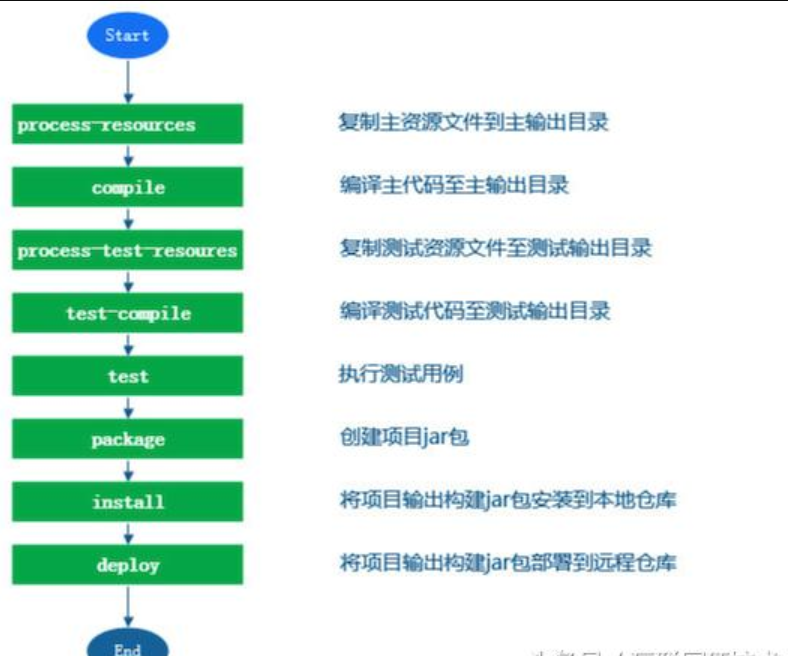 Start
process-resources
复制主资源文件到主输出目录
compile
编译主代码至主输出目录
process-test-resoures
复制测试资源文件至测试输出目录
test-compile
编译测试代码至测试输出目录
test
执行测试用例
package
创建项目jar包
install
将项目输出构建jar包安装到本地仓库
deploy
将项目输出构建jar包部署到远程仓库
End